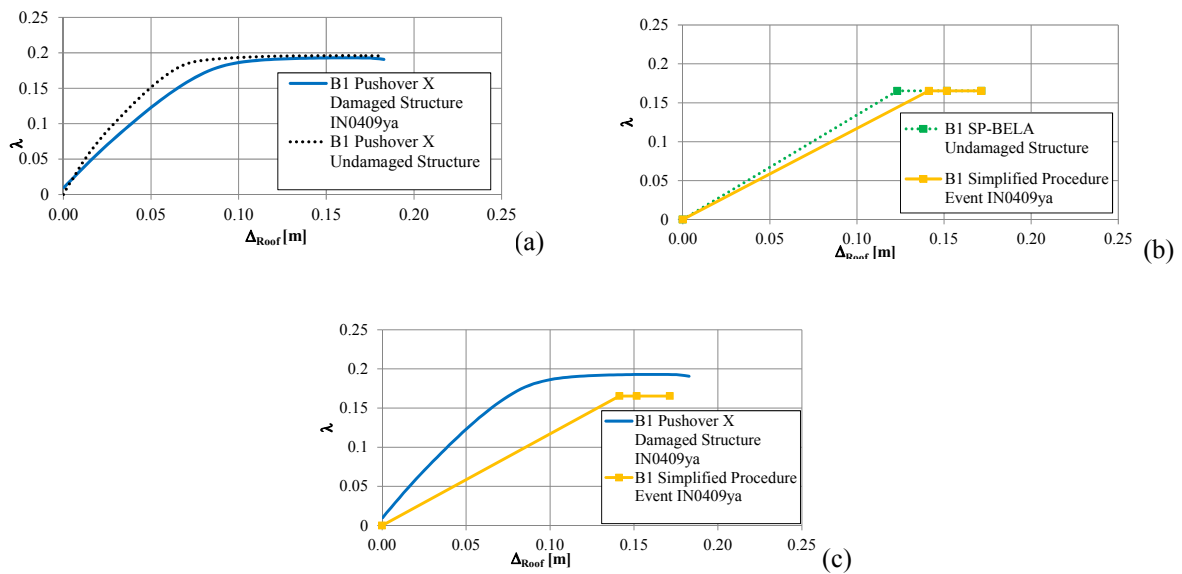 0.25
0.2
0.15
0.1
0.05
0
λ
0.00 0.05 0.10 0.15 0.20 0.25
ΔRoof [m]
B1 Pushover X
Damaged Structure
IN0409ya
B1 Pushover X
Undamaged Structure
(a)
0.25
0.2
0.15
0.1
0.05
0
λ
0.00 0.05 0.10 0.15 0.20 0.25
ΔRoof [m]
B1 SP-BELA
Undamaged Structure
B1 Simplified Procedure
Event IN0409ya
(b)
0.25
0.2
0.15
0.1
0.05
0
λ
0.00 0.05 0.10 0.15 0.20 0.25
ΔRoof [m]
B1 Pushover X
Damaged Structure
IN0409ya
B1 Simplified Procedure
Event IN0409ya
(c)